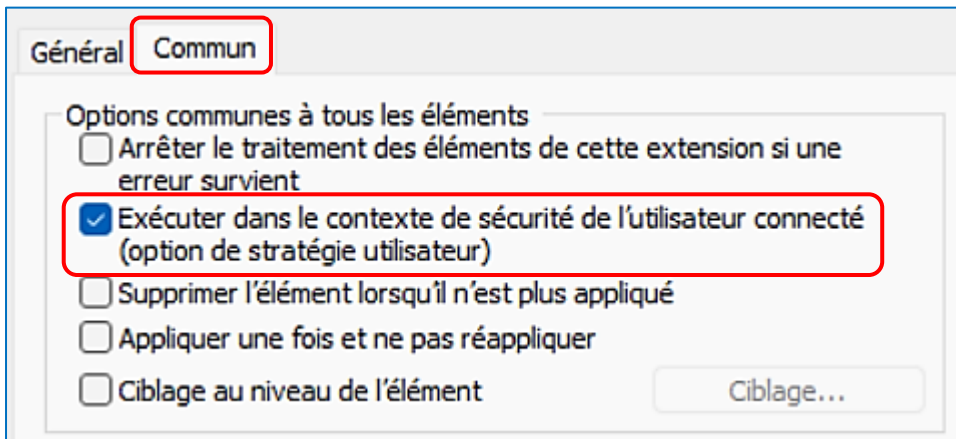 Général
Commun
Options communes à tous les éléments
Arrêter le traitement des éléments de cette extension si une
erreur survient
Exécuter dans le contexte de sécurité de l'utilisateur connecté
(option de stratégie utilisateur)
Supprimer l'élément lorsqu'il n'est plus appliqué
Appliquer une fois et ne pas réappliquer
Ciblage au niveau de l'élément
Ciblage...